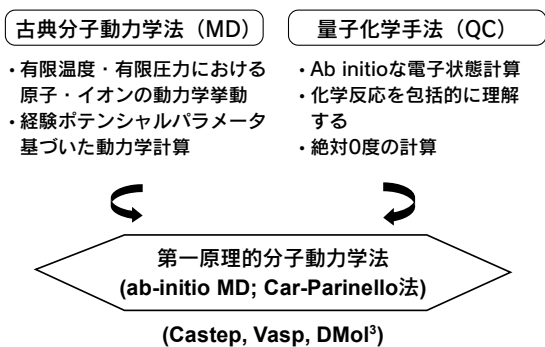 古典分子動力学法（MD）
・有限温度・有限圧力における
原子・イオンの動力学挙動
・経験ポテンシャルパラメータ
基づいた動力学計算
量子化学手法（QC）
・Ab initioな電子状態計算
・化学反応を包括的に理解
する
・絶対0度の計算
第一原理的分子動力学法
(ab-initio MD; Car-Parinello法)
(Castep, Vasp, DMol³)